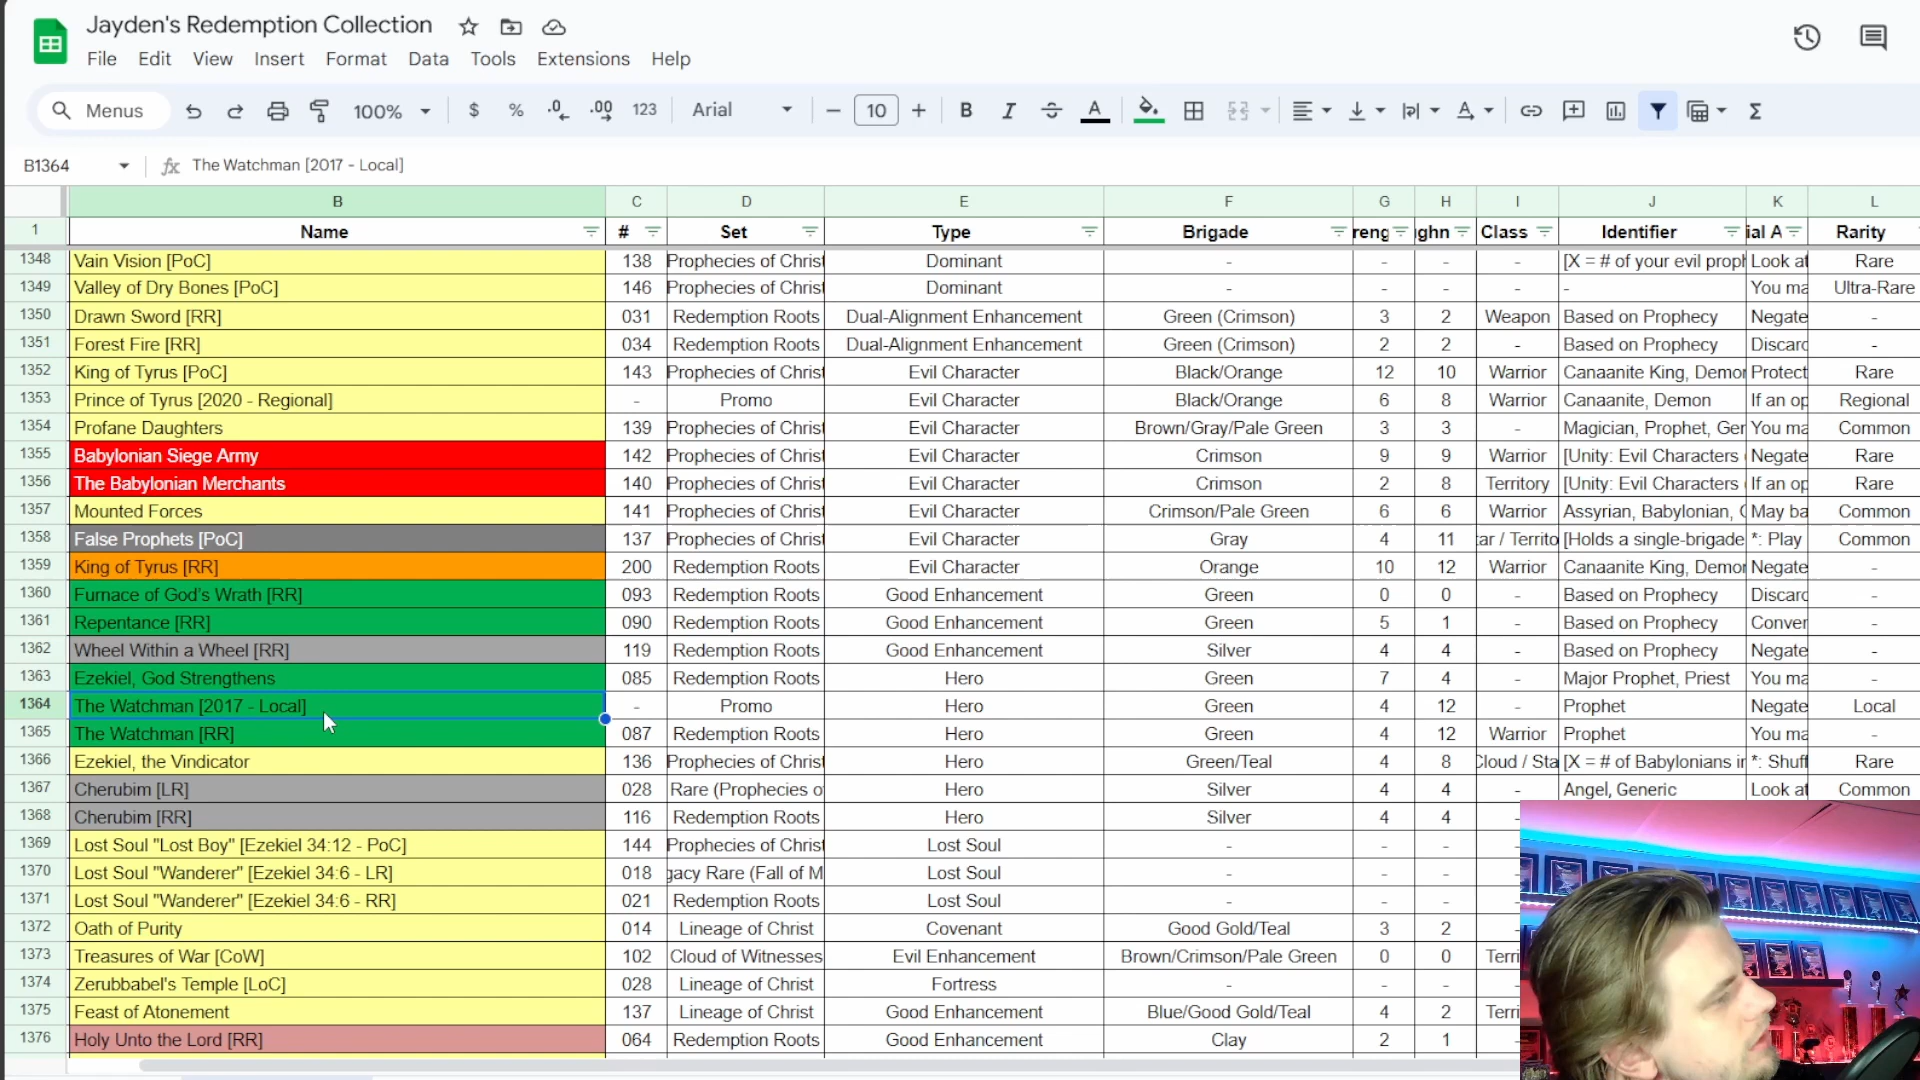 Jayden's Redemption Collection
File Edit View Insert Format Data Tools Extensions Help
Menus 100% $ % .0 .00 123 Arial 10 B I A A Σ
B1364 fx The Watchman [2017 - Local]
B C D E F G H I J K L
1 Name # Set Type Brigade reng ughn Class Identifier ial A Rarity
1348 Vain Vision [PoC] 138 Prophecies of Christ Dominant - - - - [X = # of your evil proph Look at Rare
1349 Valley of Dry Bones [PoC] 146 Prophecies of Christ Dominant - - - - - You ma Ultra-Rare
1350 Drawn Sword [RR] 031 Redemption Roots Dual-Alignment Enhancement Green (Crimson) 3 2 Weapon Based on Prophecy Negate -
1351 Forest Fire [RR] 034 Redemption Roots Dual-Alignment Enhancement Green (Crimson) 2 2 - Based on Prophecy Discard -
1352 King of Tyrus [PoC] 143 Prophecies of Christ Evil Character Black/Orange 12 10 Warrior Canaanite King, Demon Protect Rare
1353 Prince of Tyrus [2020 - Regional] - Promo Evil Character Black/Orange 6 8 Warrior Canaanite, Demon If an op Regional
1354 Profane Daughters 139 Prophecies of Christ Evil Character Brown/Gray/Pale Green 3 3 - Magician, Prophet, Gen You ma Common
1355 Babylonian Siege Army 142 Prophecies of Christ Evil Character Crimson 9 9 Warrior [Unity: Evil Characters Negate Rare
1356 The Babylonian Merchants 140 Prophecies of Christ Evil Character Crimson 2 8 Territory [Unity: Evil Characters If an op Rare
1357 Mounted Forces 141 Prophecies of Christ Evil Character Crimson/Pale Green 6 6 Warrior Assyrian, Babylonian, May ba Common
1358 False Prophets [PoC] 137 Prophecies of Christ Evil Character Gray 4 11 tar / Territo [Holds a single-brigade *: Play Common
1359 King of Tyrus [RR] 200 Redemption Roots Evil Character Orange 10 12 Warrior Canaanite King, Demon Negate -
1360 Furnace of God's Wrath [RR] 093 Redemption Roots Good Enhancement Green 0 0 - Based on Prophecy Discard -
1361 Repentance [RR] 090 Redemption Roots Good Enhancement Green 5 1 - Based on Prophecy Conver -
1362 Wheel Within a Wheel [RR] 119 Redemption Roots Good Enhancement Silver 4 4 - Based on Prophecy Negate -
1363 Ezekiel, God Strengthens 085 Redemption Roots Hero Green 7 4 - Major Prophet, Priest You ma -
1364 The Watchman [2017 - Local] - Promo Hero Green 4 12 - Prophet Negate Local
1365 The Watchman [RR] 087 Redemption Roots Hero Green 4 12 Warrior Prophet You ma -
1366 Ezekiel, the Vindicator 136 Prophecies of Christ Hero Green/Teal 4 8 Cloud / Sta [X = # of Babylonians in *: Shuff Rare
1367 Cherubim [LR] 028 Rare (Prophecies o Hero Silver 4 4 - Angel, Generic Look at Common
1368 Cherubim [RR] 116 Redemption Roots Hero Silver 4 4
1369 Lost Soul "Lost Boy" [Ezekiel 34:12 - PoC] 144 Prophecies of Christ Lost Soul - - - -
1370 Lost Soul "Wanderer" [Ezekiel 34:6 - LR] 018 gacy Rare (Fall of M Lost Soul - - - -
1371 Lost Soul "Wanderer" [Ezekiel 34:6 - RR] 021 Redemption Roots Lost Soul - - - -
1372 Oath of Purity 014 Lineage of Christ Covenant Good Gold/Teal 3 2 -
1373 Treasures of War [CoW] 102 Cloud of Witnesses Evil Enhancement Brown/Crimson/Pale Green 0 0 Terri
1374 Zerubbabel's Temple [LoC] 028 Lineage of Christ Fortress - - - -
1375 Feast of Atonement 137 Lineage of Christ Good Enhancement Blue/Good Gold/Teal 4 2 Terri
1376 Holy Unto the Lord [RR] 064 Redemption Roots Good Enhancement Clay 2 1 -